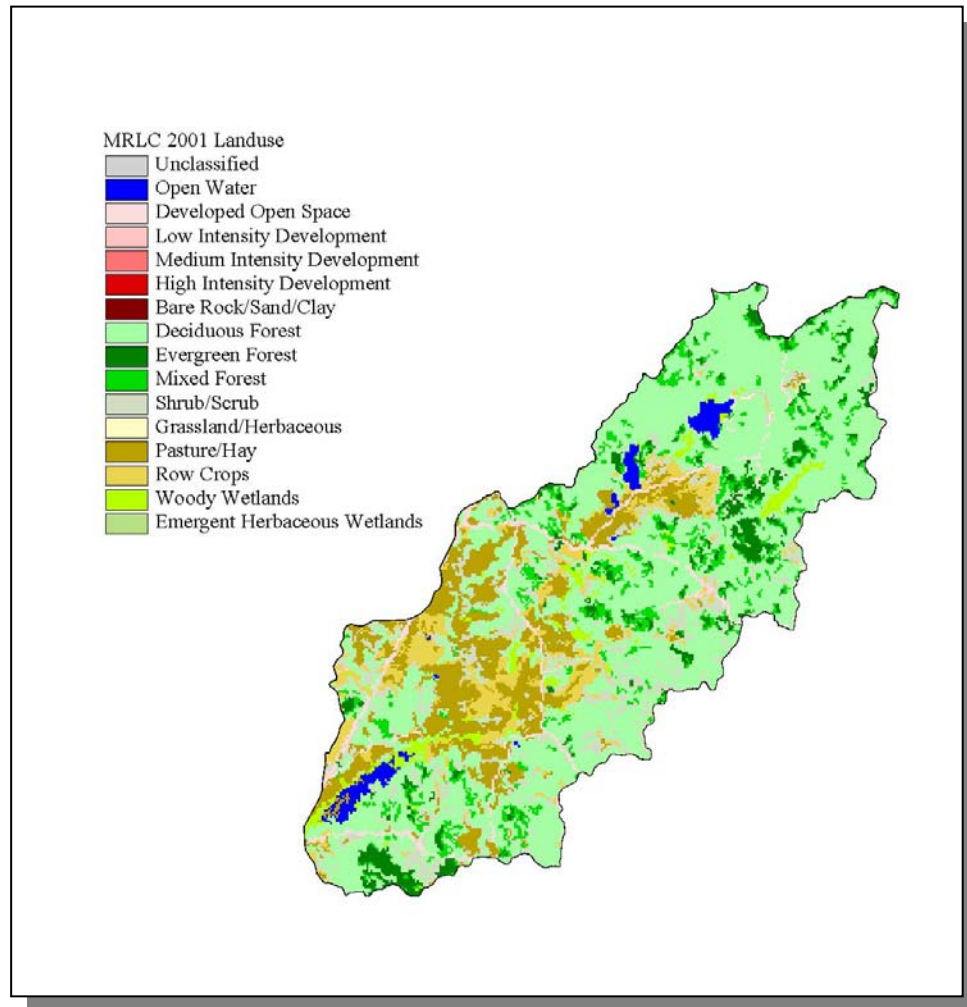 MRLC 2001 Landuse
Unclassified
Open Water
Developed Open Space
Low Intensity Development
Medium Intensity Development
High Intensity Development
Bare Rock/Sand/Clay
Deciduous Forest
Evergreen Forest
Mixed Forest
Shrub/Scrub
Grassland/Herbaceous
Pasture/Hay
Row Crops
Woody Wetlands
Emergent Herbaceous Wetlands